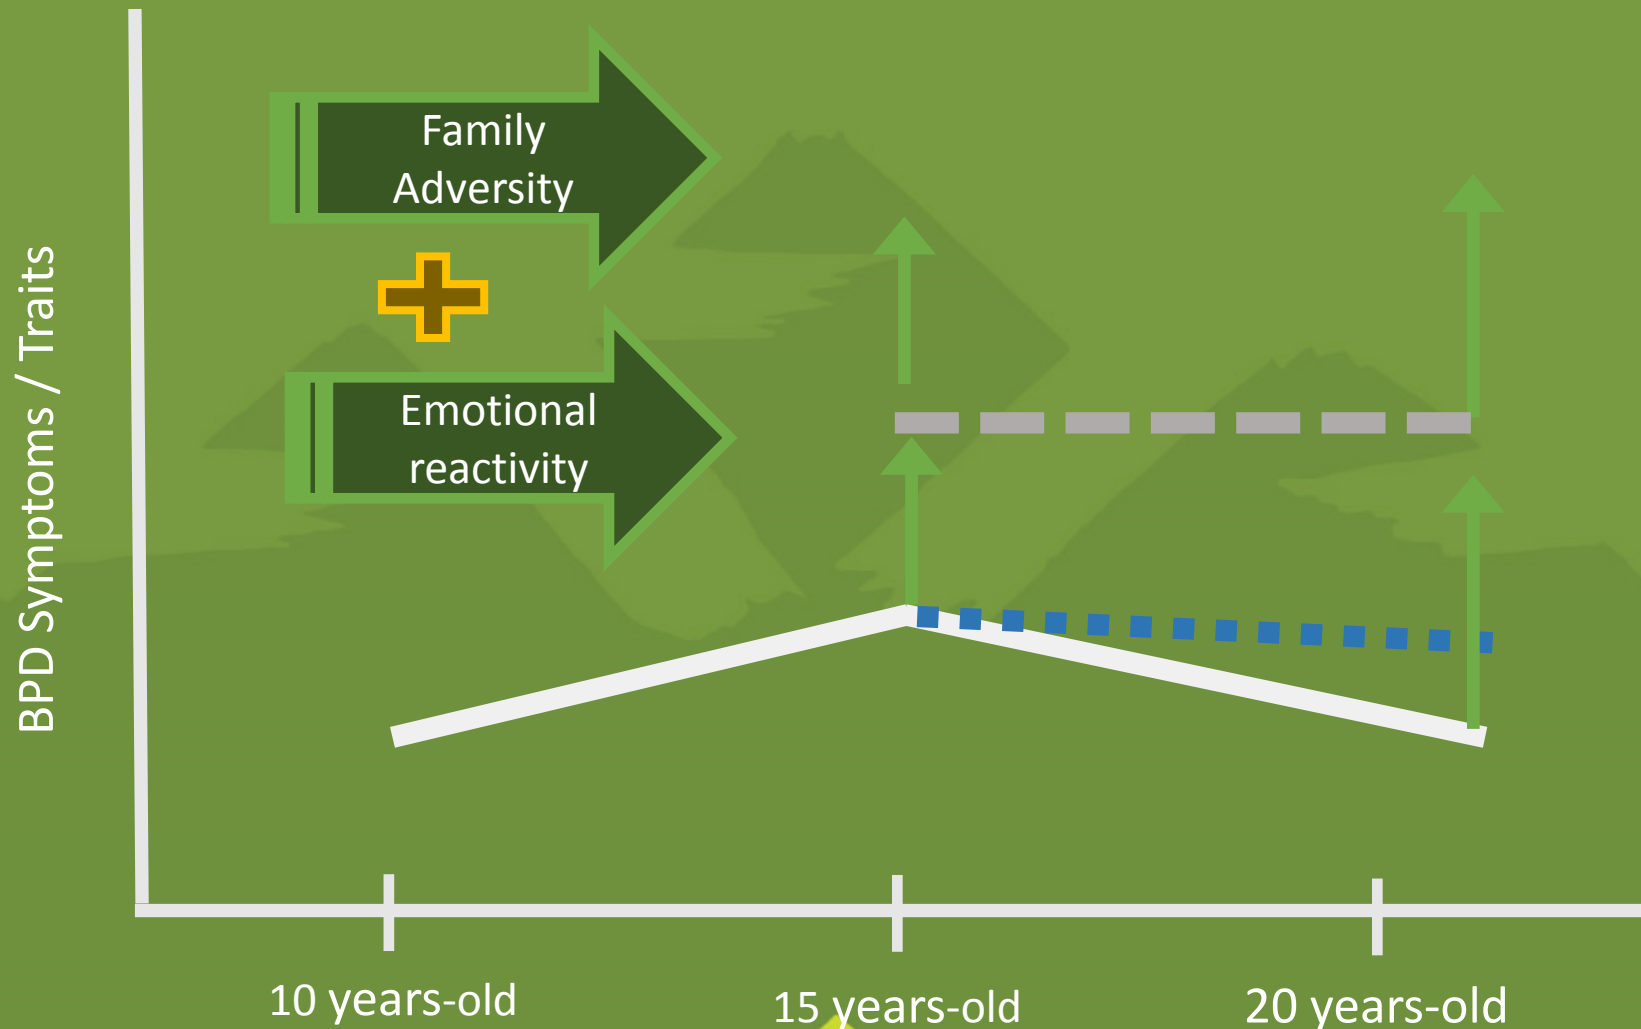 BPD Symptoms / Traits
Family
Adversity
Emotional
reactivity
10 years-old
15 years-old
20 years-old